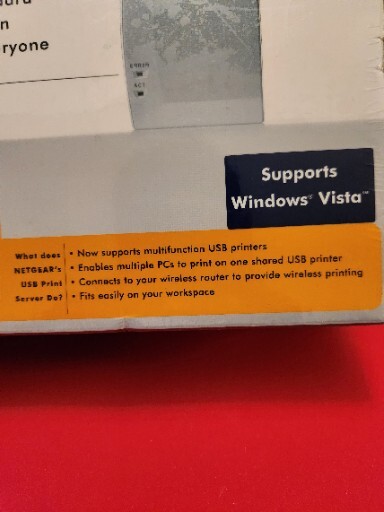 n
ryone
POWER
ACT
Supports
Windows® Vista™
What does
NETGEAR's
USB Print
Server Do?
• Now supports multifunction USB printers
• Enables multiple PCs to print on one shared USB printer
• Connects to your wireless router to provide wireless printing
• Fits easily on your workspace